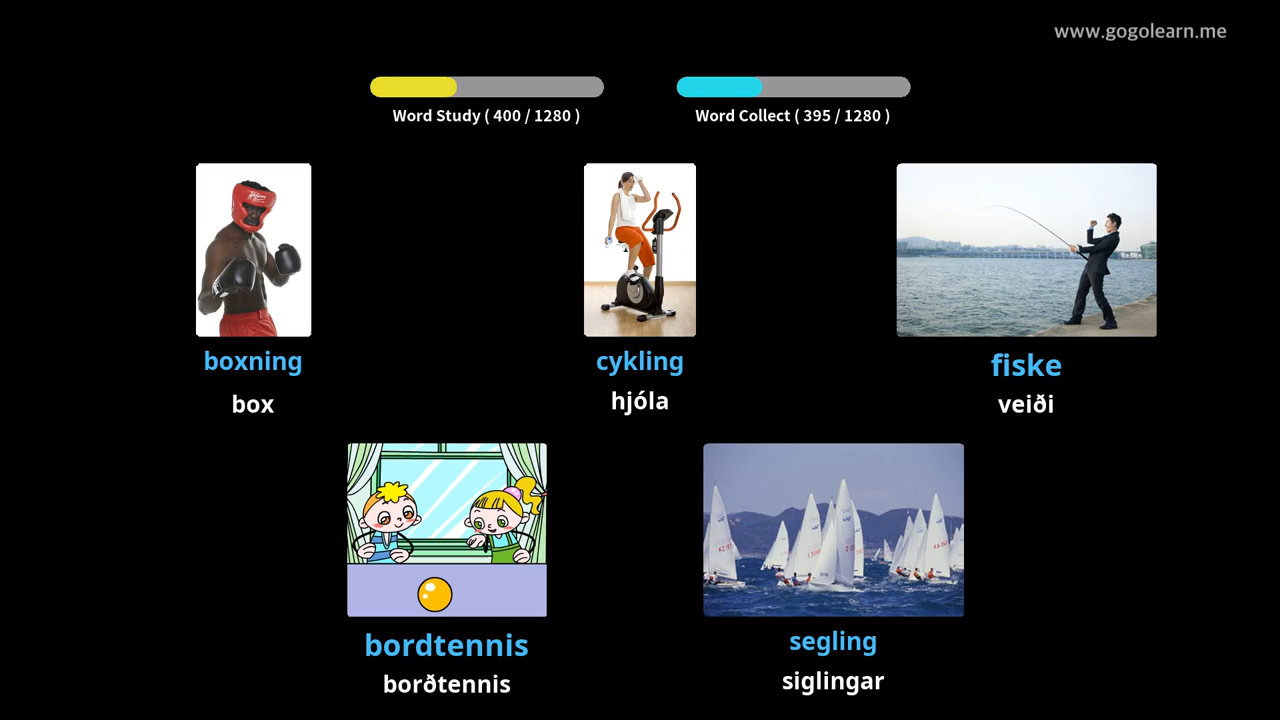 www.gogolearn.me
Word Study ( 400 / 1280 )
Word Collect ( 395 / 1280 )
boxning
box
cykling
hjóla
fiske
veiði
bordtennis
borðtennis
segling
siglingar